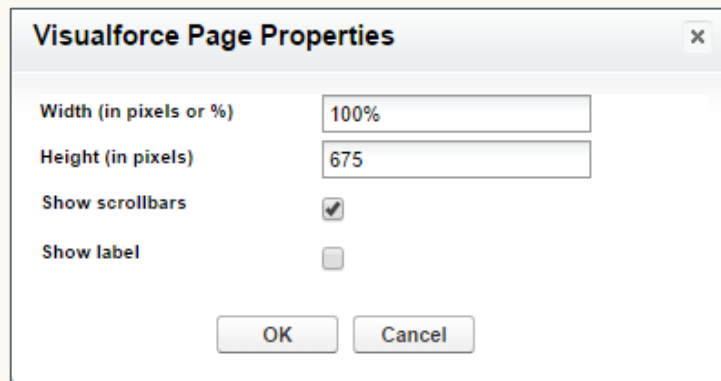 Visualforce Page Properties
Width (in pixels or %) 100%
Height (in pixels) 675
Show scrollbars
Show label
OK Cancel